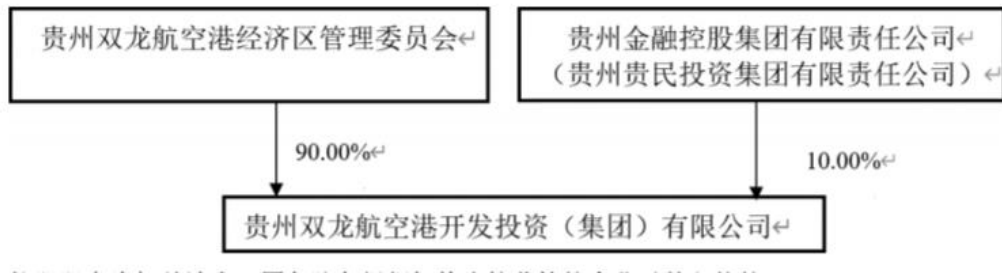 贵州双龙航空港经济区管理委员会↵
贵州金融控股集团有限责任公司↵
（贵州贵民投资集团有限责任公司）↵
90.00%↵
10.00%↵
贵州双龙航空港开发投资（集团）有限公司↵